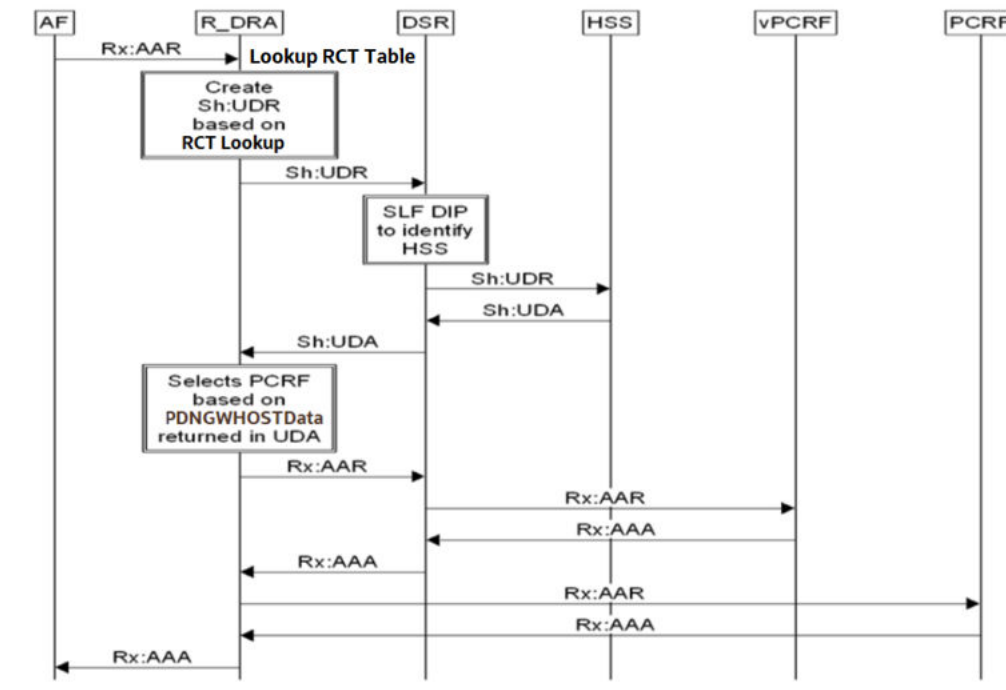 AF
R_DRA
DSR
HSS
vPCRF
PCRF
Rx:AAR
Lookup RCT Table
Create
Sh:UDR
based on
RCT Lookup
Sh:UDR
SLF DIP
to identify
HSS
Sh:UDR
Sh:UDA
Sh:UDA
Selects PCRF
based on
PDNGWHOSTData
returned in UDA
Rx:AAR
Rx:AAR
Rx:AAA
Rx:AAA
Rx:AAR
Rx:AAA
Rx:AAA